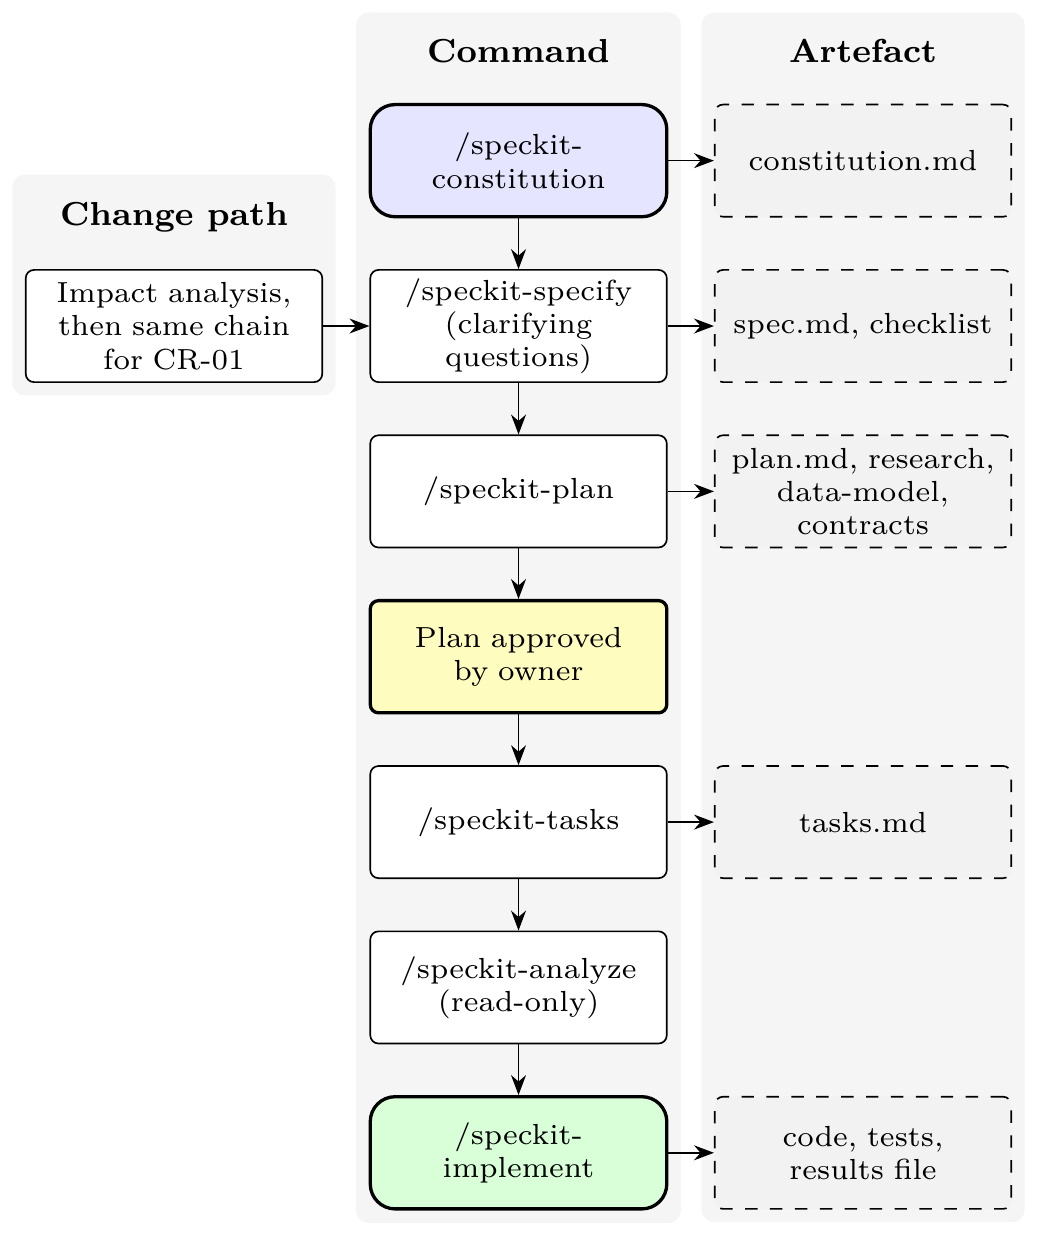 Command
Artefact
/speckit-
constitution
constitution.md
Change path
Impact analysis,
then same chain
for CR-01
/speckit-specify
(clarifying
questions)
spec.md, checklist
/speckit-plan
plan.md, research,
data-model,
contracts
Plan approved
by owner
/speckit-tasks
tasks.md
/speckit-analyze
(read-only)
/speckit-
implement
code, tests,
results file